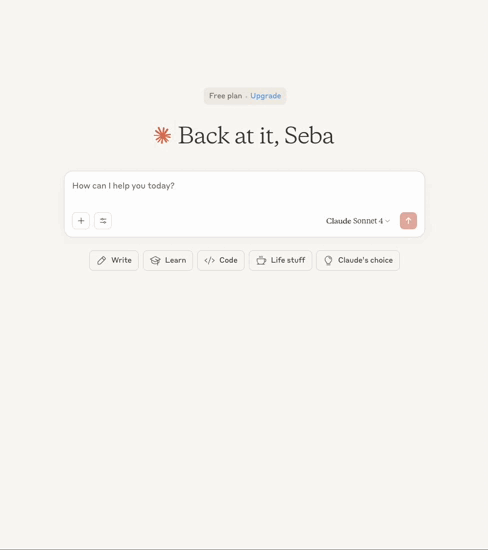 Free plan · Upgrade
Back at it, Seba
How can I help you today?
Claude Sonnet 4
Write
Learn
Code
Life stuff
Claude's choice